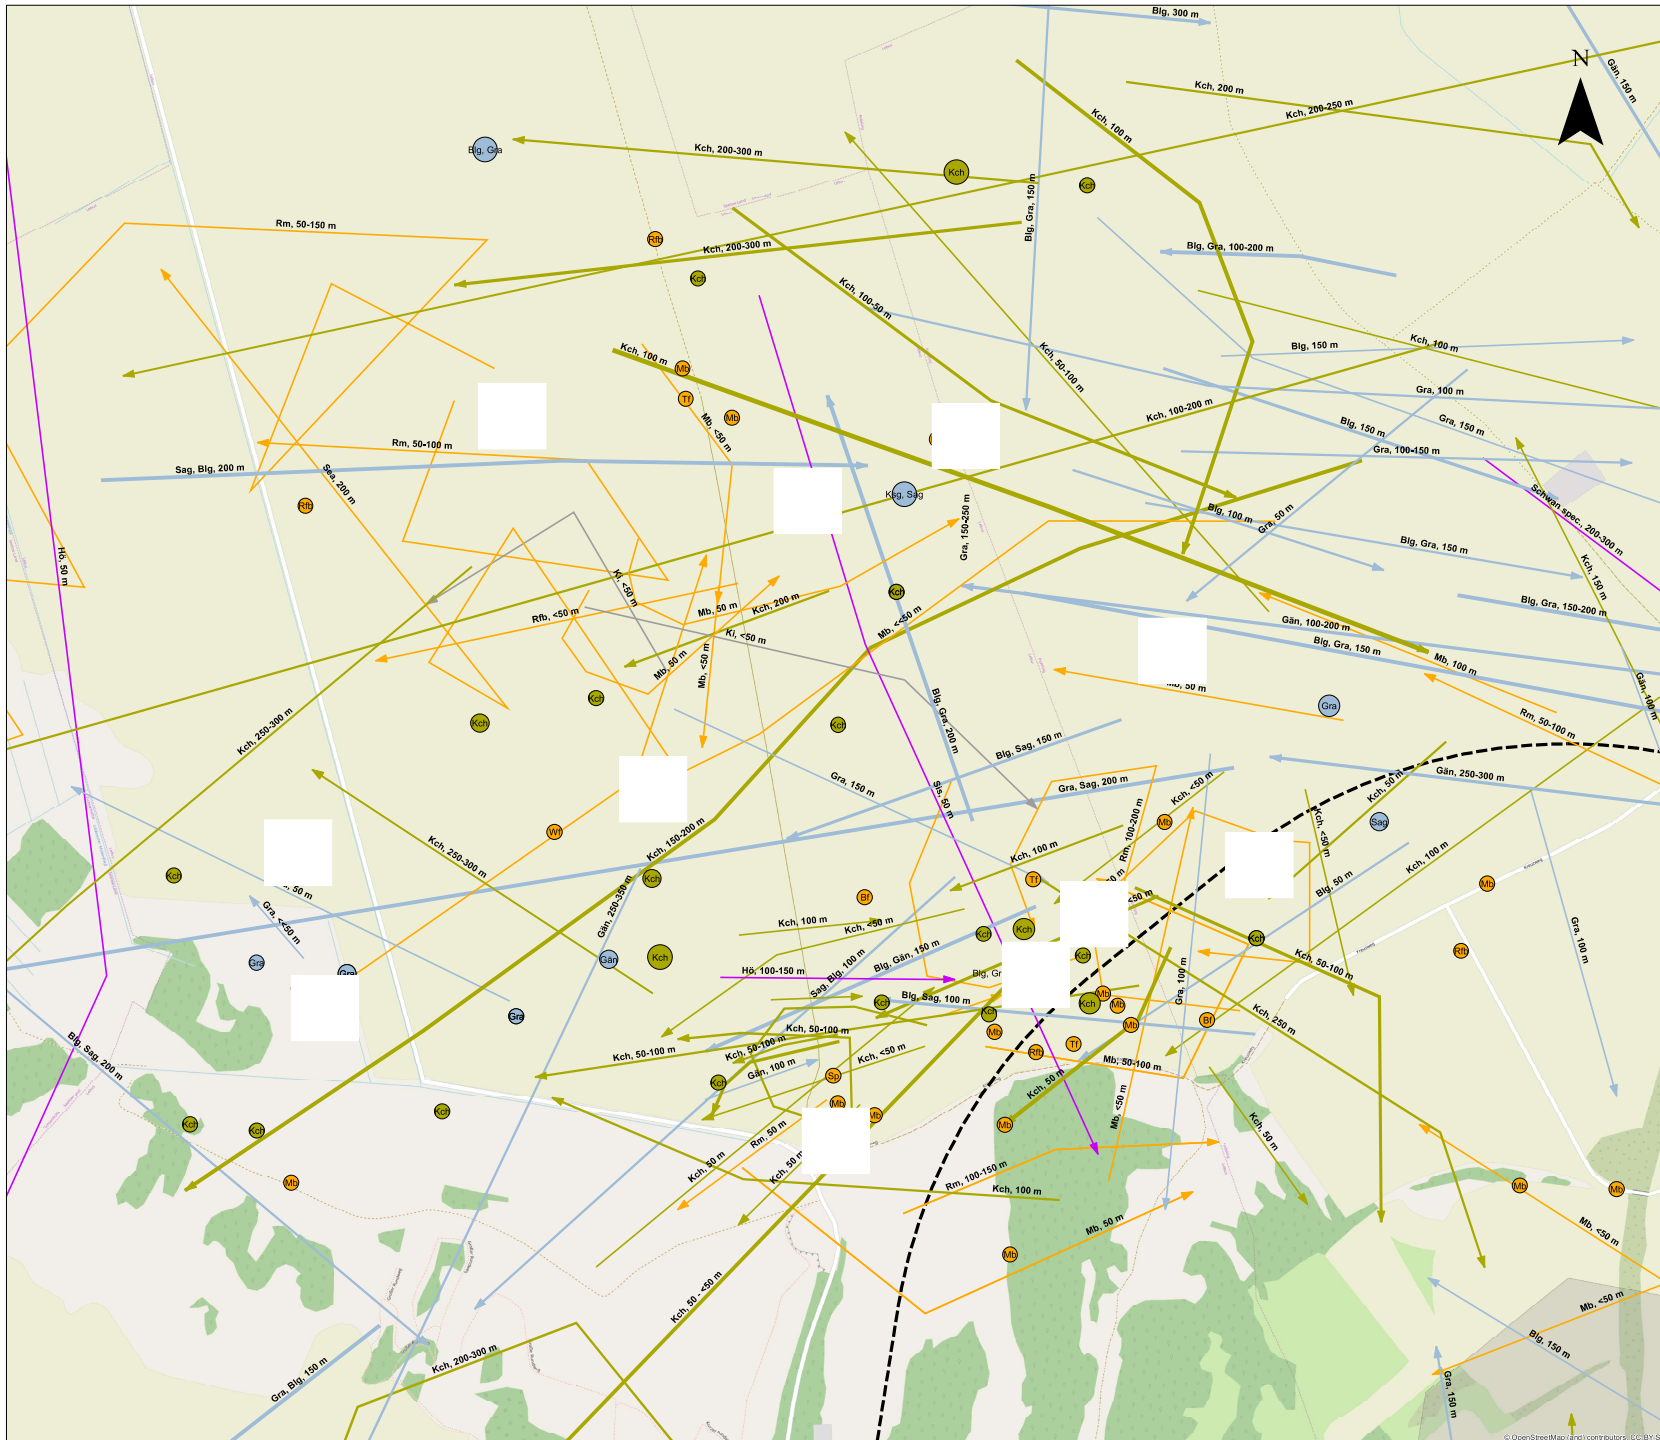 Blg, 300 m
N
Gän, 150 m
Kch, 200 m
Kch, 200-250 m
Kch, 100 m
Blg, Gra
Kch, 200-300 m
Kch
Kch
Blg, Gra, 150 m
Rm, 50-150 m
Rfb
Kch, 200-300 m
Blg, Gra, 100-200 m
Kch
Kch, 100-50 m
Kch, 100 m
Blg, 150 m
Kch, 100 m
Kch, 50-100 m
Mb
Gra, 100 m
Tf
Mb
Kch, 100-200 m
Mb, <50 m
Blg, 150 m
Gra, 150 m
Rm, 50-100 m
Gra, 100-150 m
Sag, Blg, 200 m
Sea, 200 m
Ksg, Sag
Rfb
Gra, 150-250 m
Blg, 100 m
Gra, 50 m
Schwan spec., 200-300 m
Blg, Gra, 150 m
Hö, 50 m
Ki, <50 m
Kch, 150 m
Kch
Kch, 200 m
Rfb, <50 m
Mb, 50 m
Blg, Gra, 150-200 m
Mb, <<50 m
Gän, 100-200 m
Ki, <50 m
Blg, Gra, 150 m
Mb, 50 m
Mb, <50 m
Mb, 100 m
50 m
Gän, 100 m
Kch
Gra
Kch
Kch
Kch, 250-300 m
Blg, Gra, 200 m
Rm, 50-100 m
Blg, Sag, 150 m
Gra, 150 m
Gra, Sag, 200 m
Gän, 250-300 m
Sis, 50 m
Kch, <50 m
Kch, 50 m
Wf
Mb
Sag
Kch, 150-200 m
Rm, 100-200 m
Kch, <50 m
Kch, 250-300 m
Kch, 100 m
Kch, 100 m
Kreuzweg
Kch
Kch
Tf
50 m
Blg, 50 m
Mb
50 m
Bf
<50 m
Gra, <<50 m
Gän, 250-350 m
Kch, 100 m
Kch, <50 m
Kch
Kch
Kch
Gra, 100 m
Kreuzweg
Rfb
Gra
Gän
Kch
Sag, Blg, 100 m
Blg, Gän, 150 m
Kch
Kch, 50-100 m
Gra
Hö, 100-150 m
Blg, Gr
Gra, 100 m
Kch
Blg, Sag, 100 m
Mb
Kch
Mb
Gra
Kch
Mb
Mb
Bf
Kch, 250 m
Kch, 50-100 m
Blg, Sag, 200 m
Kch, 50-100 m
Kch, 50-100 m
Kch, <50 m
Rfb
Tf
Mb, 50-100 m
Gän, 100 m
Sp
Kch
Kch, 50 m
Mb
Mb
Mb
Mb, <50 m
Kch
Kch
Kch
Rm, 50 m
Kch, 50 m
Kch, 50 m
Kch, 50 m
Mb
Rm, 100-150 m
Kch, 100 m
Mb
Mb
Mb, 50 m
Mb, <50 m
Mb
Kch, 50 - <50 m
Mb, <50 m
Blg, 150 m
Kch, 200-300 m
Gra, Blg, 150 m
Gra, 150 m
© OpenStreetMap (and) contributors, CC-BY-S